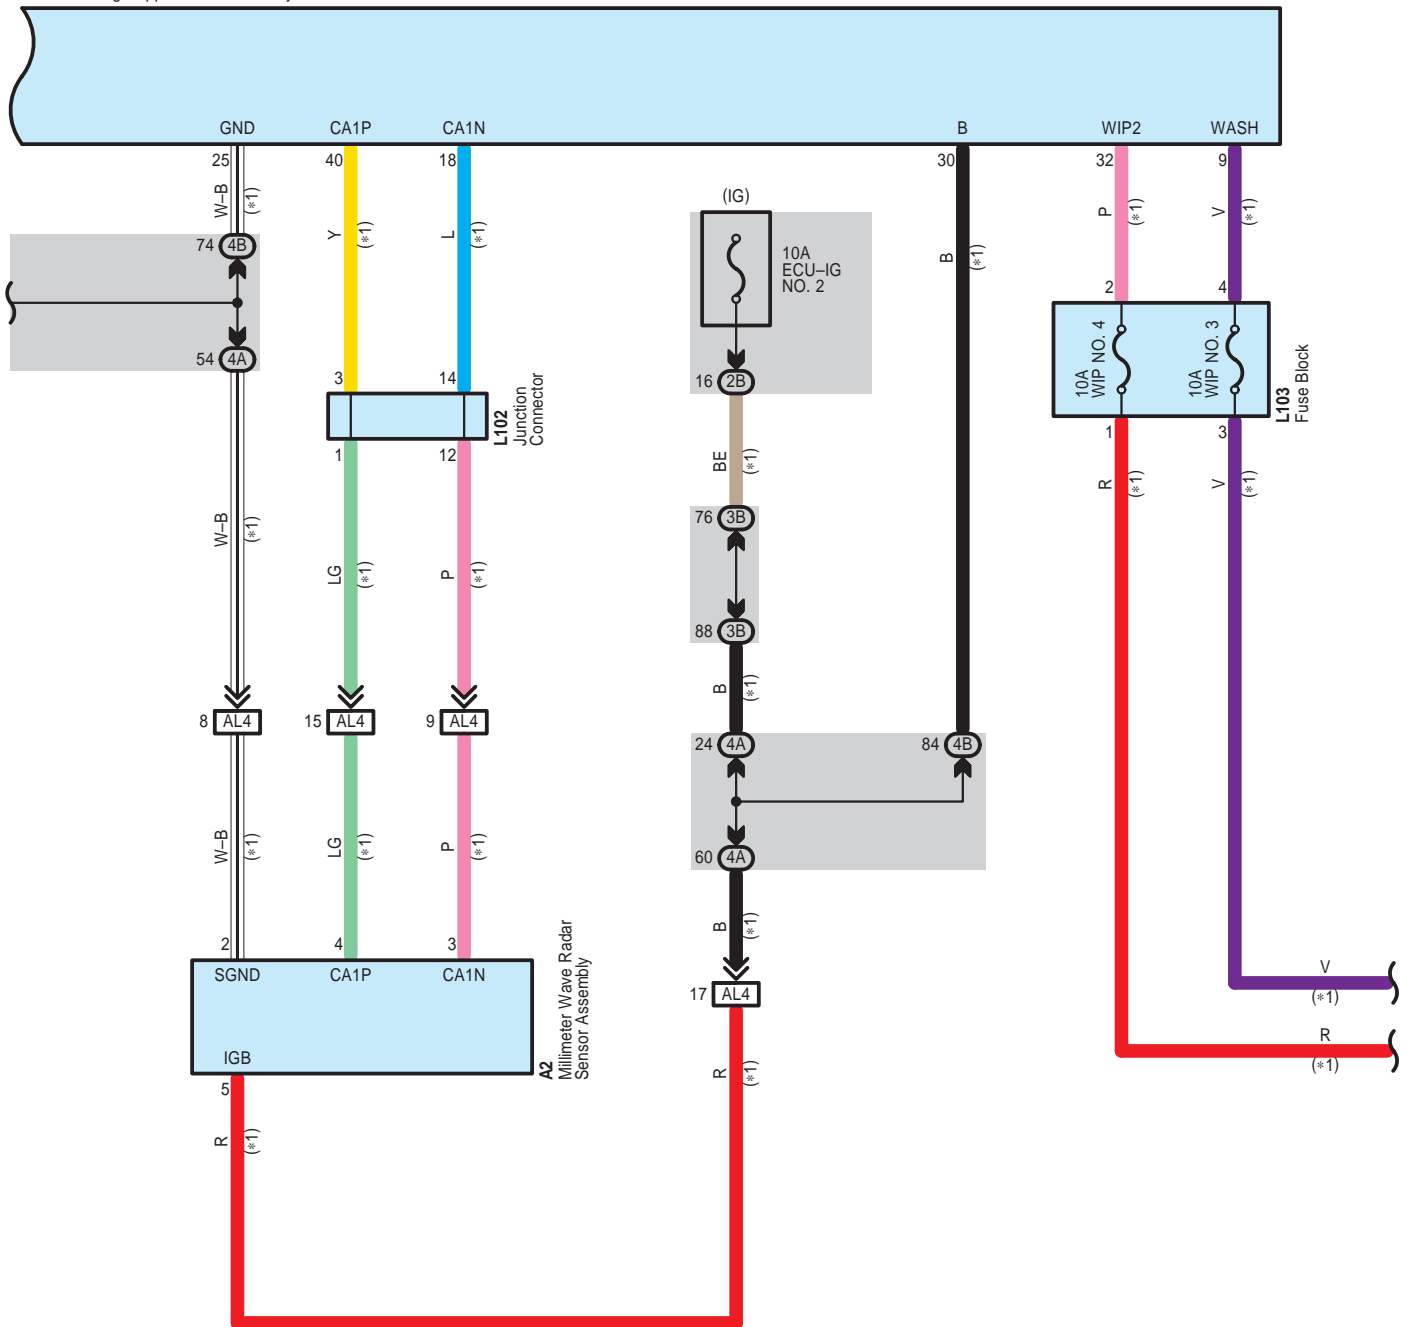 GND CA1P CA1N B WIP2 WASH
25 40 18 30 32 9
W–B (*1)
Y (*1)
L (*1)
B (*1)
P (*1)
V (*1)
(IG)
10A
ECU–IG
NO. 2
74 4B
54 4A
16 2B
2 4
10A
WIP NO. 4
10A
WIP NO. 3
L103
Fuse Block
1 3
3 14
L102
Junction
Connector
1 12
BE (*1)
R (*1)
V (*1)
76 3B
W–B (*1)
LG (*1)
P (*1)
88 3B
B (*1)
8 AL4
15 AL4
9 AL4
24 4A
84 4B
W–B (*1)
LG (*1)
P (*1)
60 4A
B (*1)
2 4 3
SGND CA1P CA1N
IGB
A2
Millimeter Wave Radar
Sensor Assembly
17 AL4
V
(*1)
R
(*1)
5
R (*1)
R (*1)